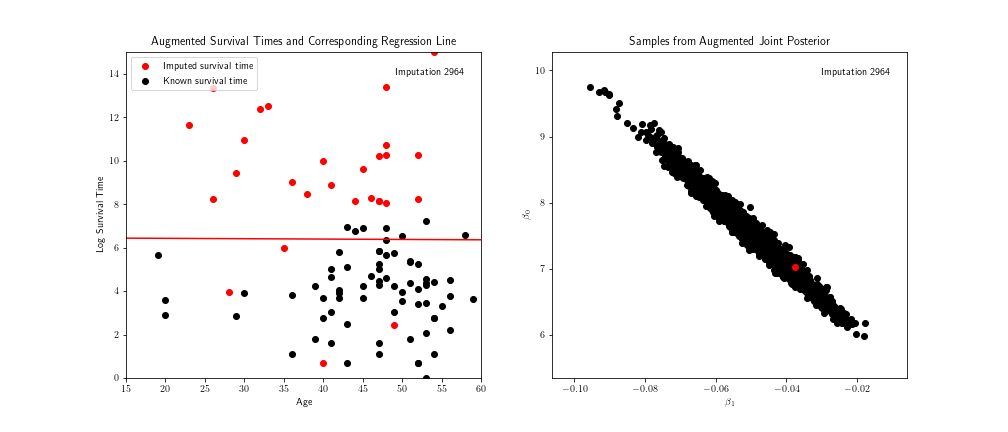 Augmented Survival Times and Corresponding Regression Line
Imputed survival time
Known survival time
Imputation 2964
Log Survival Time
14
12
10
8
6
4
2
0
15
20
25
30
35
40
45
50
55
60
Age
Samples from Augmented Joint Posterior
Imputation 2964
β₀
10
9
8
7
6
−0.10
−0.08
−0.06
−0.04
−0.02
β₁